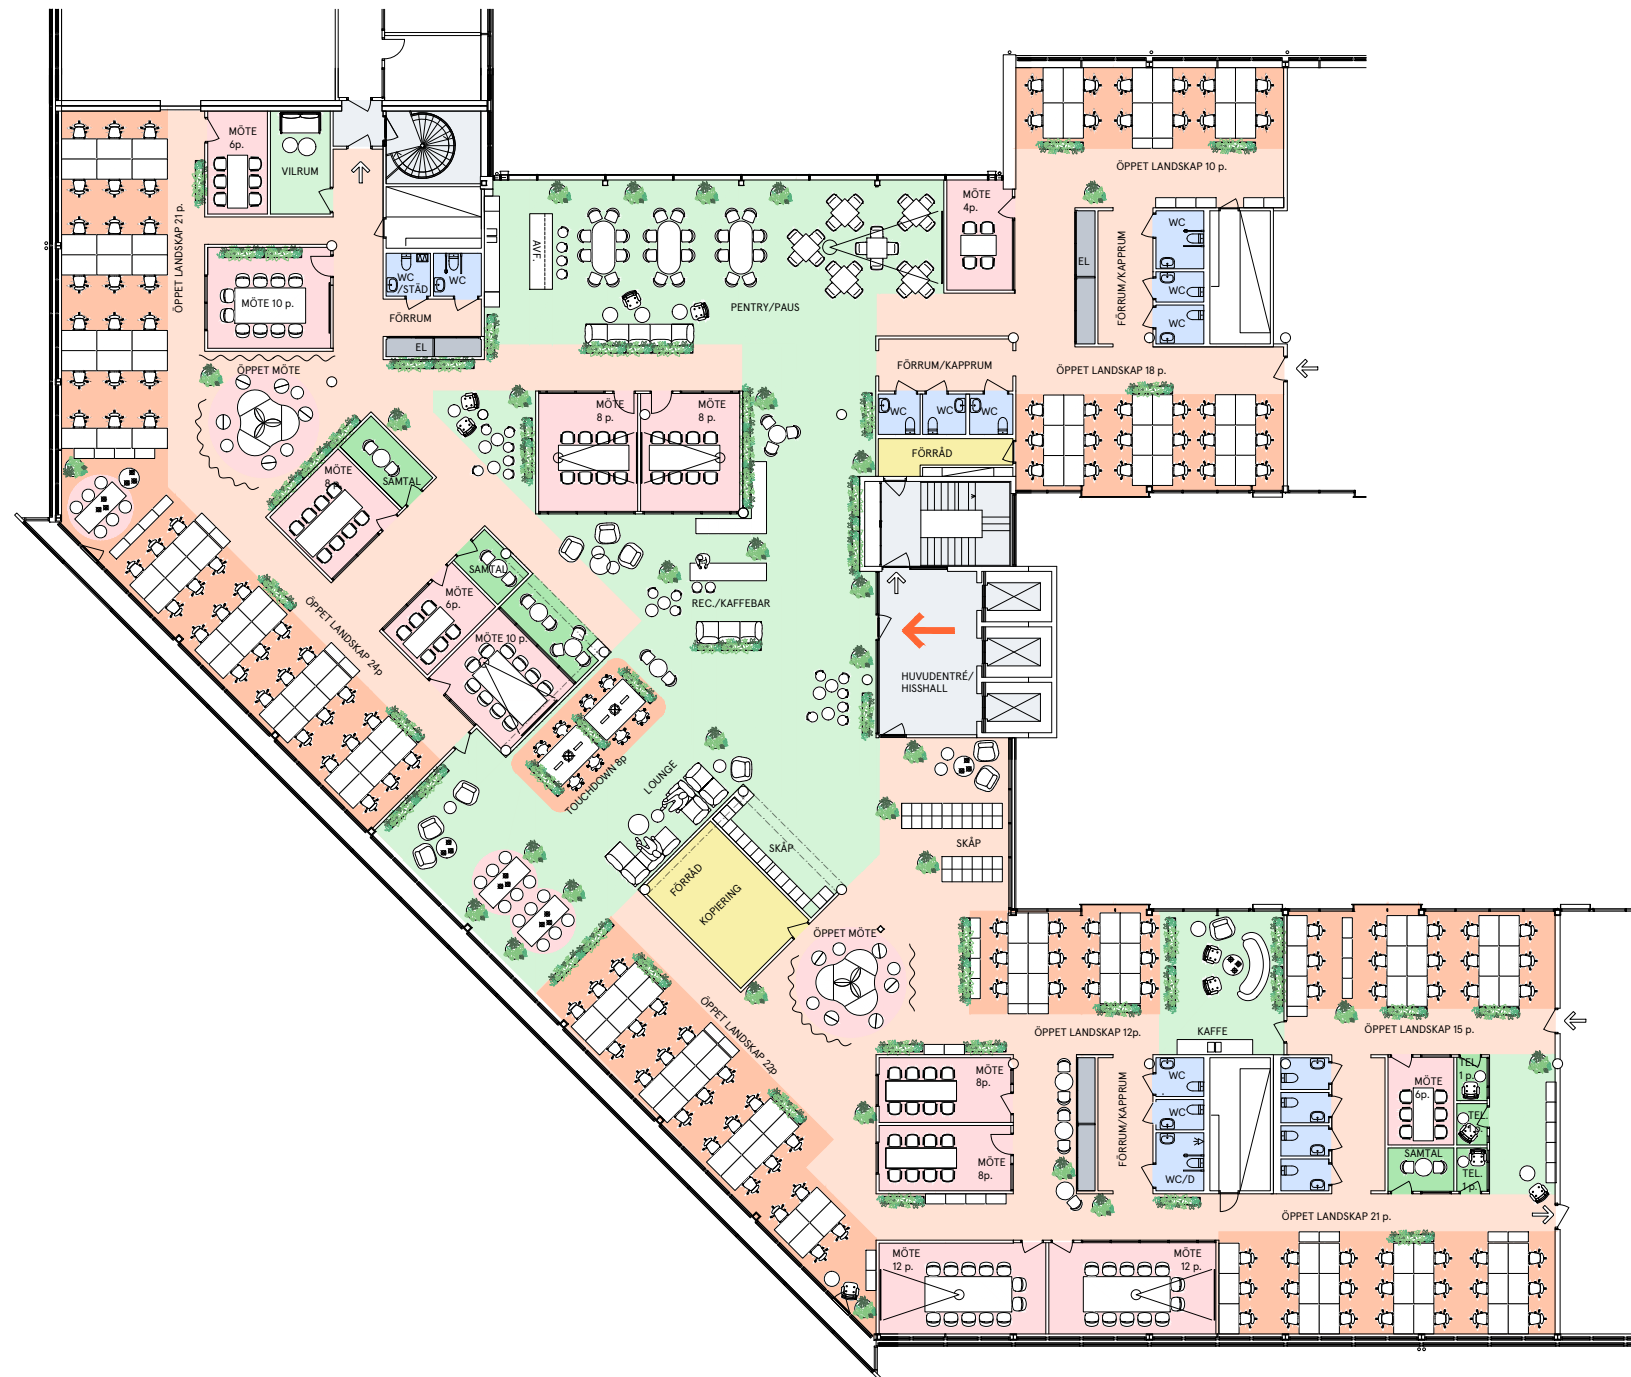 MÖTE
6p.
VILRUM
ÖPPET LANDSKAP 21 p.
MÖTE 10 p.
WC
/STÄD
WC
FÖRRUM
EL
ÖPPET MÖTE
AVF.
PENTRY/PAUS
MÖTE
4p.
ÖPPET LANDSKAP 10 p.
EL
FÖRRUM/KAPPRUM
WC
WC
WC
FÖRRUM/KAPPRUM
ÖPPET LANDSKAP 18 p.
WC
WC
WC
FÖRRÅD
MÖTE
8 p.
MÖTE
8 p.
MÖTE
8 p.
SAMTAL
SAMTAL
MÖTE
6p.
MÖTE 10 p.
ÖPPET LANDSKAP 24p
REC./KAFFEBAR
HUVUDENTRÉ/
HISSHALL
TOUCHDOWN 8p
LOUNGE
SKÅP
FÖRRÅD
KOPIERING
SKÅP
ÖPPET MÖTE
ÖPPET LANDSKAP 22p
ÖPPET LANDSKAP 12p.
KAFFE
ÖPPET LANDSKAP 15 p.
MÖTE
8p.
MÖTE
8p.
FÖRRUM/KAPPRUM
WC
WC
WC/D
MÖTE
6p.
TEL.
1 p.
TEL.
SAMTAL
TEL.
1 p.
ÖPPET LANDSKAP 21 p.
MÖTE
12 p.
MÖTE
12 p.